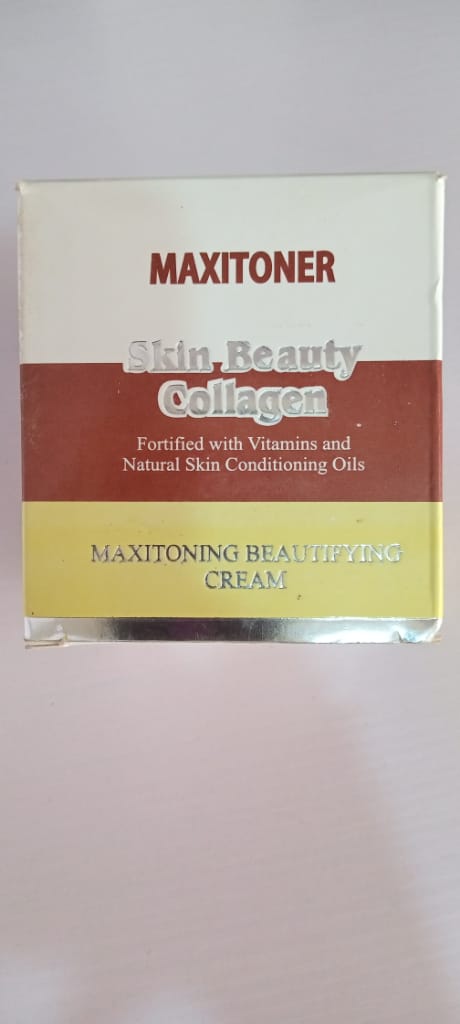 MAXITONER
Skin Beauty
Collagen
Fortified with Vitamins and
Natural Skin Conditioning Oils
MAXITONING BEAUTIFYING
CREAM